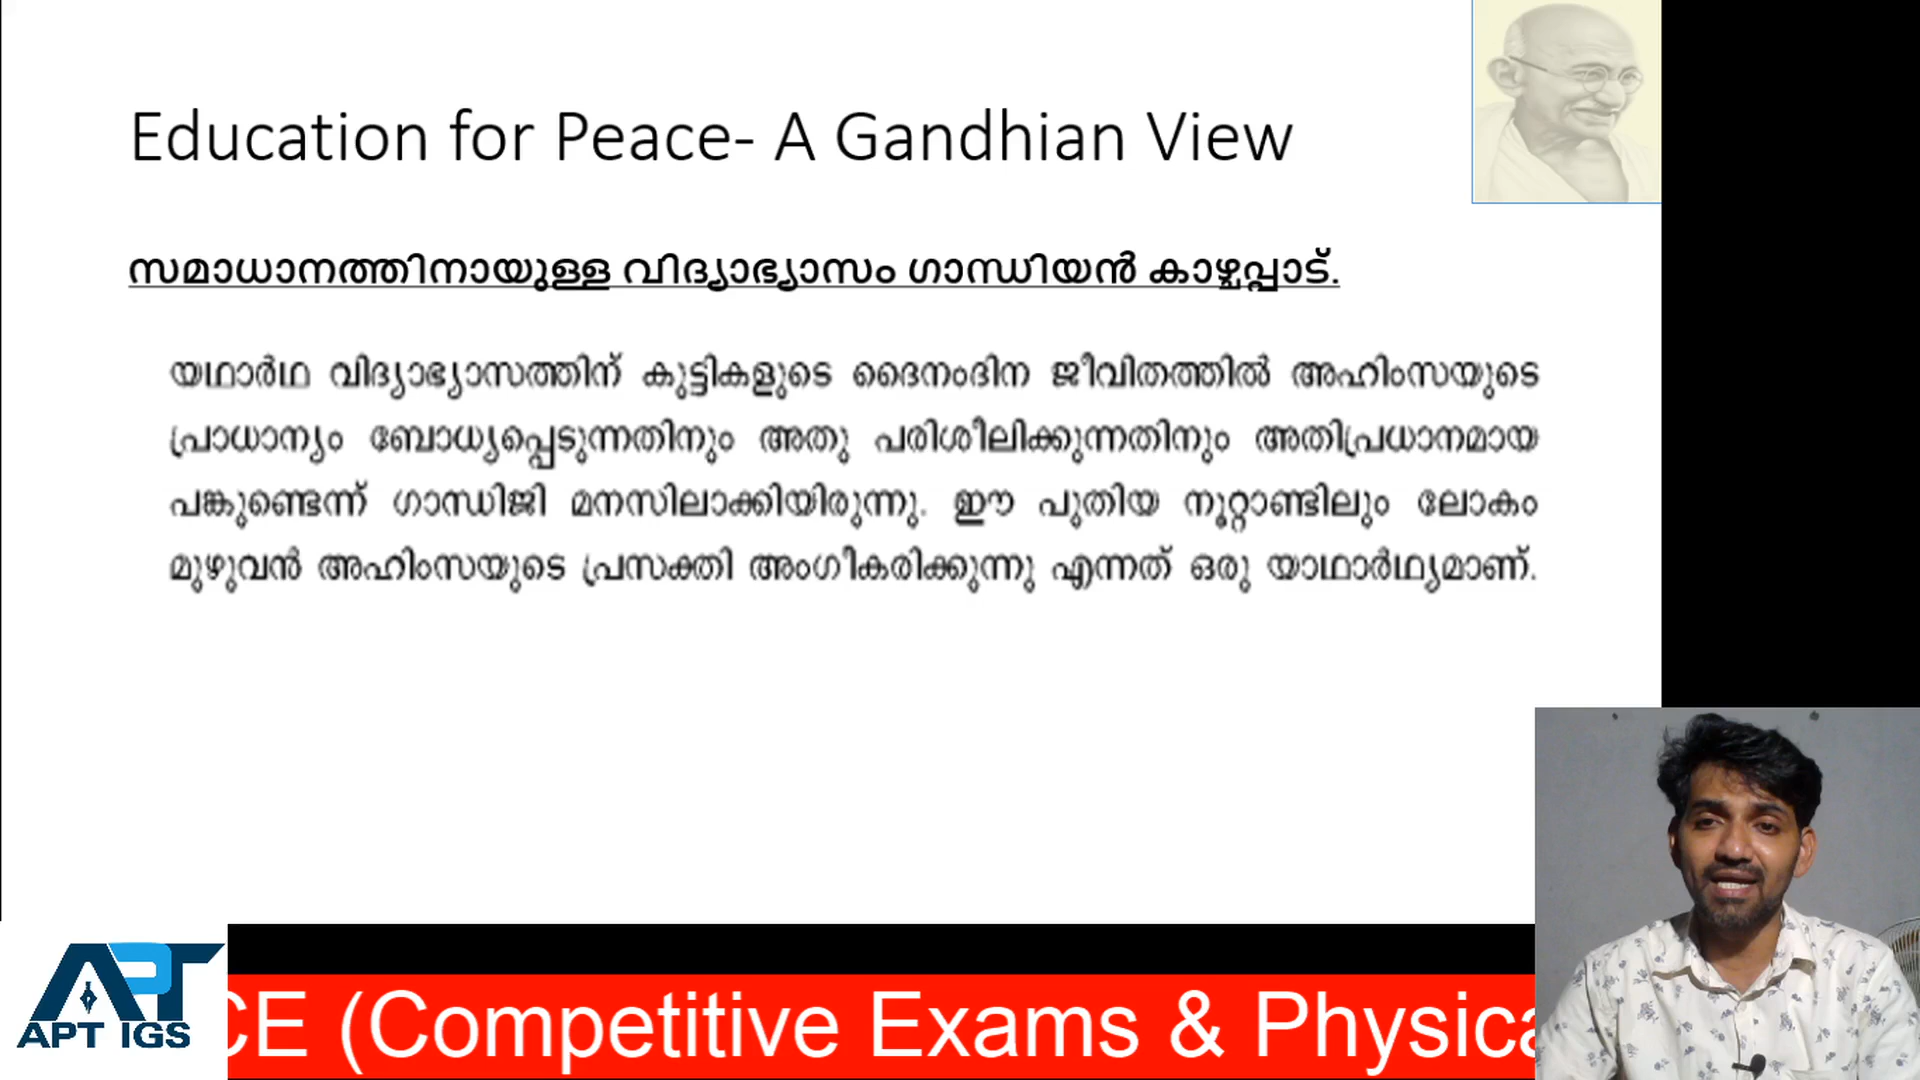 Education for Peace- A Gandhian View
സമാധാനത്തിനായുള്ള വിദ്യാഭ്യാസം ഗാന്ധിയൻ കാഴ്ചപ്പാട്.
യഥാർഥ വിദ്യാഭ്യാസത്തിന് കുട്ടികളുടെ ദൈനംദിന ജീവിതത്തിൽ അഹിംസയുടെ
പ്രാധാന്യം ബോധ്യപ്പെടുന്നതിനും അതു പരിശീലിക്കുന്നതിനും അതിപ്രധാനമായ
പങ്കുണ്ടെന്ന് ഗാന്ധിജി മനസിലാക്കിയിരുന്നു. ഈ പുതിയ നൂറ്റാണ്ടിലും ലോകം
മുഴുവൻ അഹിംസയുടെ പ്രസക്തി അംഗീകരിക്കുന്നു എന്നത് ഒരു യാഥാർഥ്യമാണ്.
APT
APT IGS
CE (Competitive Exams & Physica